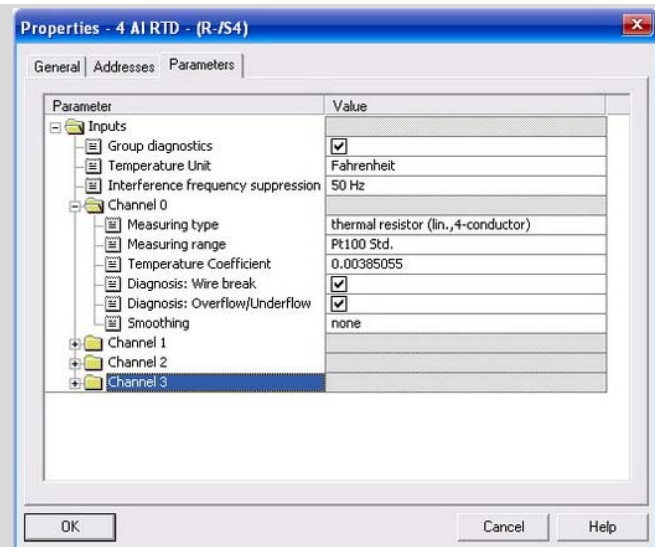 Properties - 4 AI RTD - (R-/S4)
General Addresses Parameters
Parameter Value
Inputs
Group diagnostics
Temperature Unit Fahrenheit
Interference frequency suppression 50 Hz
Channel 0
Measuring type thermal resistor (lin.,4-conductor)
Measuring range Pt100 Std.
Temperature Coefficient 0.00385055
Diagnosis: Wire break
Diagnosis: Overflow/Underflow
Smoothing none
Channel 1
Channel 2
Channel 3
OK Cancel Help